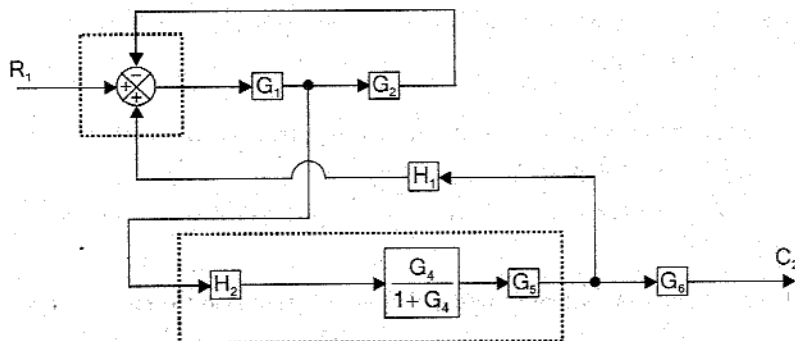 R₁
−
+
+
G₁
G₂
H₁
H₂
G₄
1+G₄
G₅
G₆
C₂